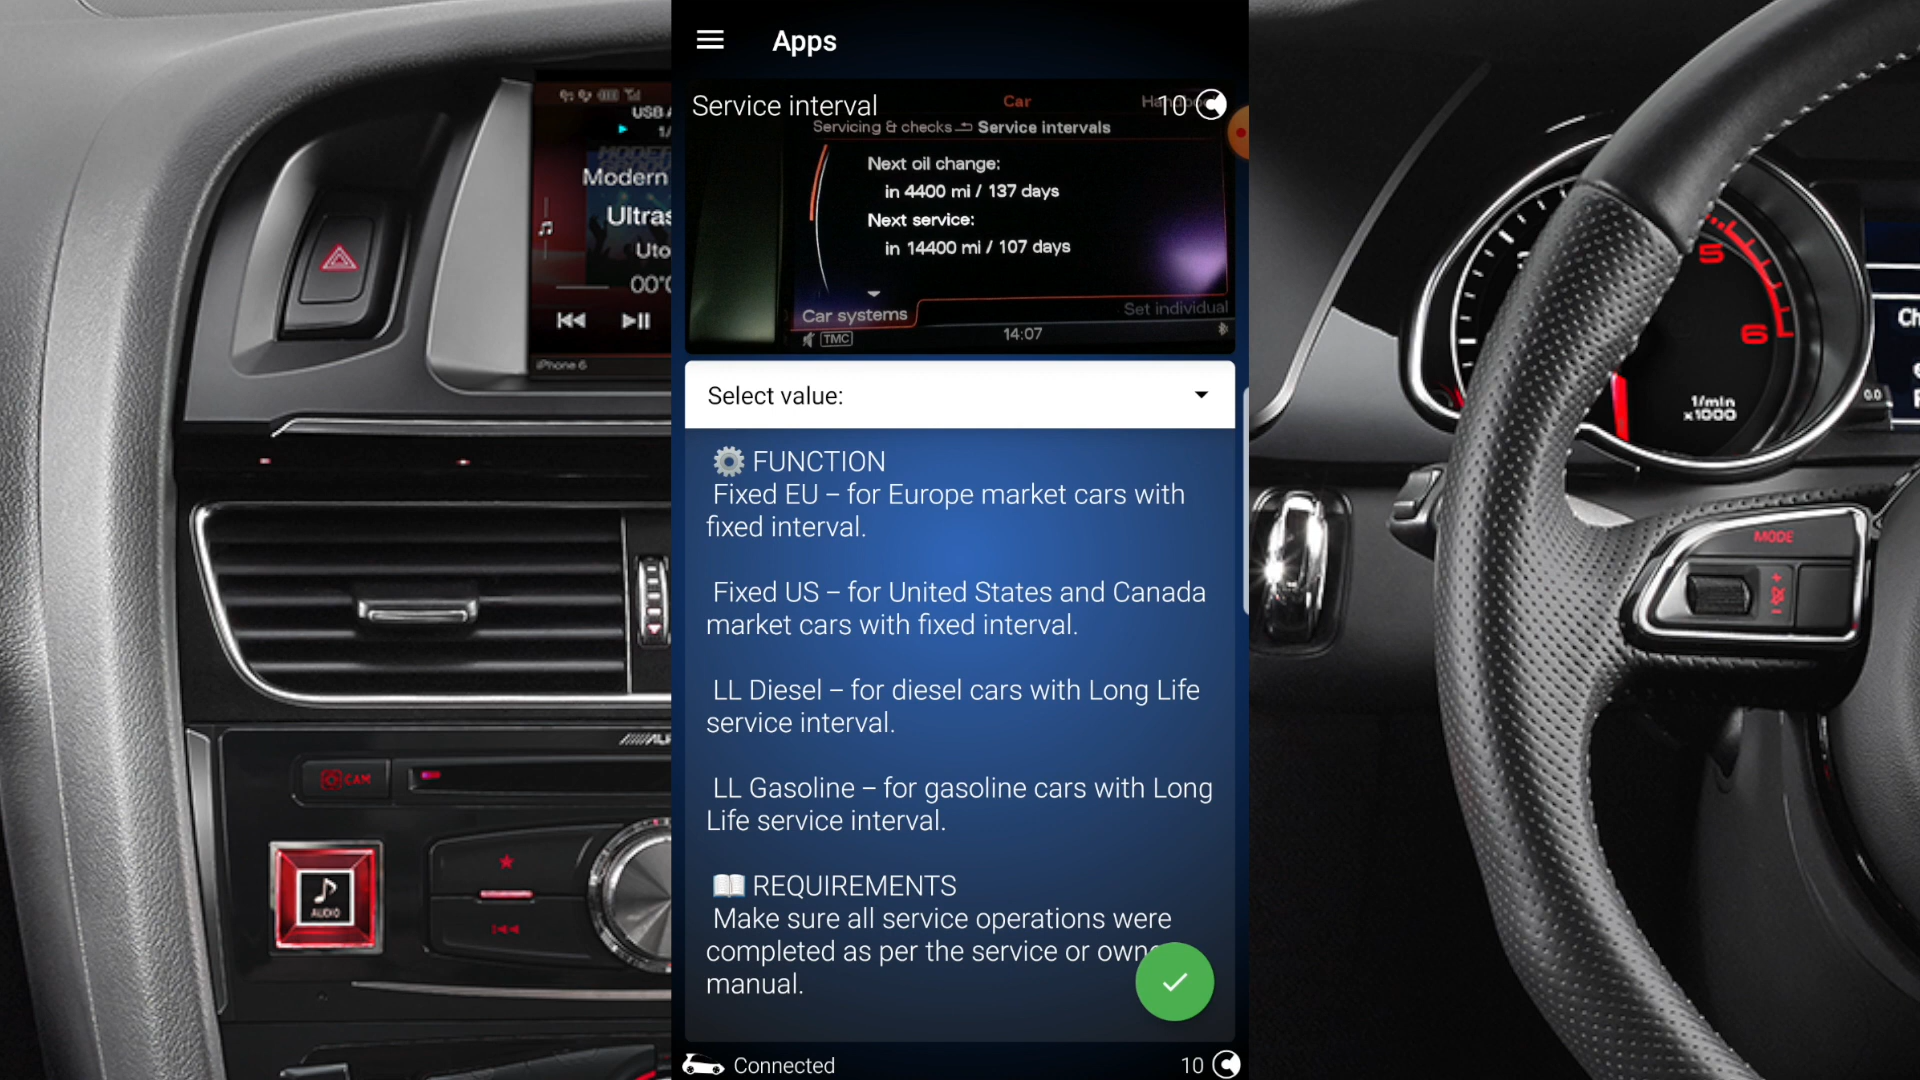 Apps
Service interval
10
Car
Servicing & checks Service intervals
Next oil change:
in 4400 mi / 137 days
Next service:
in 14400 mi / 107 days
Car systems
Set individual
TMC
14:07
Select value:
FUNCTION
Fixed EU – for Europe market cars with
fixed interval.
Fixed US – for United States and Canada
market cars with fixed interval.
LL Diesel – for diesel cars with Long Life
service interval.
LL Gasoline – for gasoline cars with Long
Life service interval.
REQUIREMENTS
Make sure all service operations were
completed as per the service or
manual.
Connected
10
USB
Modern
Ultras
Uto
iPhone 6
CAM
AUDIO
5
6
1/min
x1000
0.0
MODE